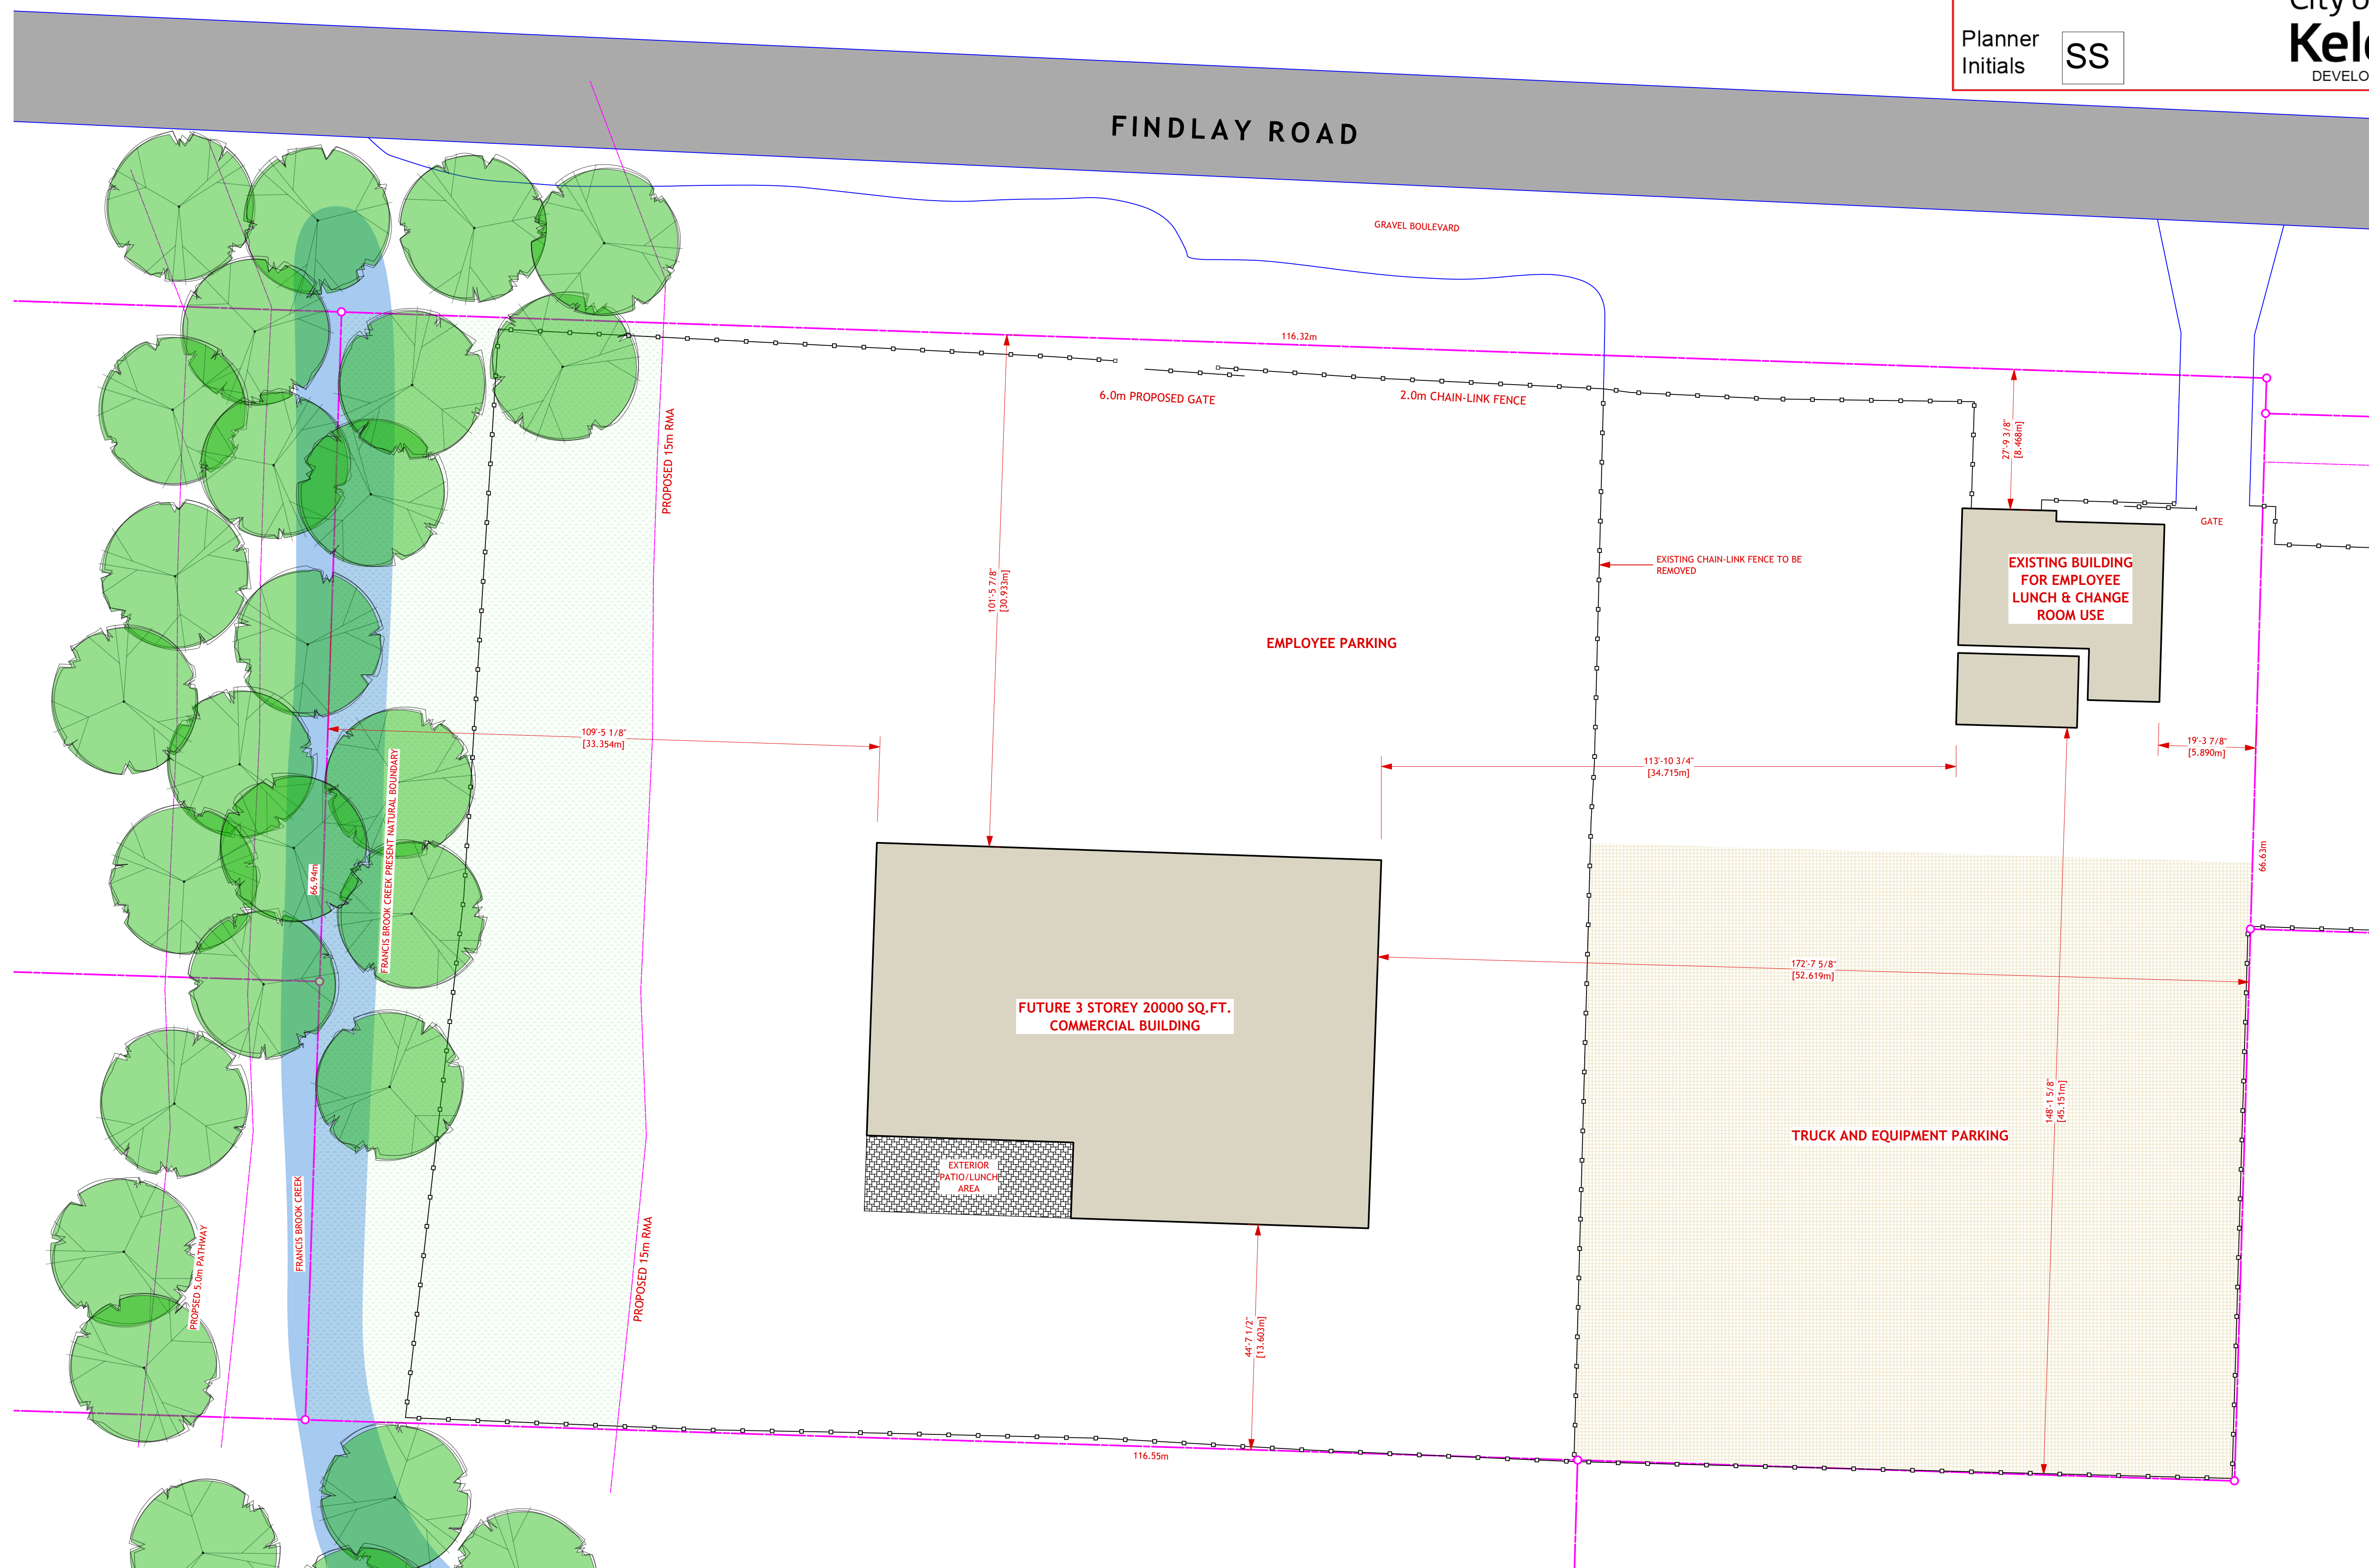 City o
Planner
Initials
SS
Kelo
DEVELO
FINDLAY ROAD
GRAVEL BOULEVARD
116.32m
6.0m PROPOSED GATE
2.0m CHAIN-LINK FENCE
PROPOSED 15m RMA
27'-9 3/8"
[8.468m]
GATE
101'-5 7/8"
[30.933m]
EXISTING CHAIN-LINK FENCE TO BE
REMOVED
EXISTING BUILDING
FOR EMPLOYEE
LUNCH & CHANGE
ROOM USE
EMPLOYEE PARKING
109'-5 1/8"
[33.354m]
113'-10 3/4"
[34.715m]
19'-3 7/8"
[5.890m]
66.94m
FRANCIS BROOK CREEK PRESENT NATURAL BOUNDARY
66.63m
172'-7 5/8"
[52.619m]
FUTURE 3 STOREY 20000 SQ.FT.
COMMERCIAL BUILDING
148'-1 5/8"
[45.151m]
TRUCK AND EQUIPMENT PARKING
EXTERIOR
PATIO/LUNCH
AREA
FRANCIS BROOK CREEK
PROPSED 5.0m PATHWAY
PROPOSED 15m RMA
44'-7 1/2"
[13.603m]
116.55m